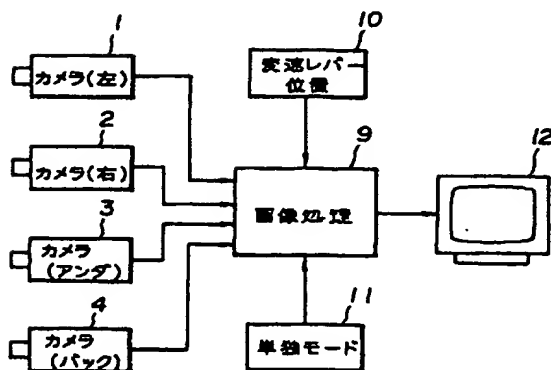 1
カメラ(左)
2
カメラ(右)
3
カメラ
(アンダ)
4
カメラ
(バック)
10
変速レバー
位置
9
画像処理
12
11
単独モード